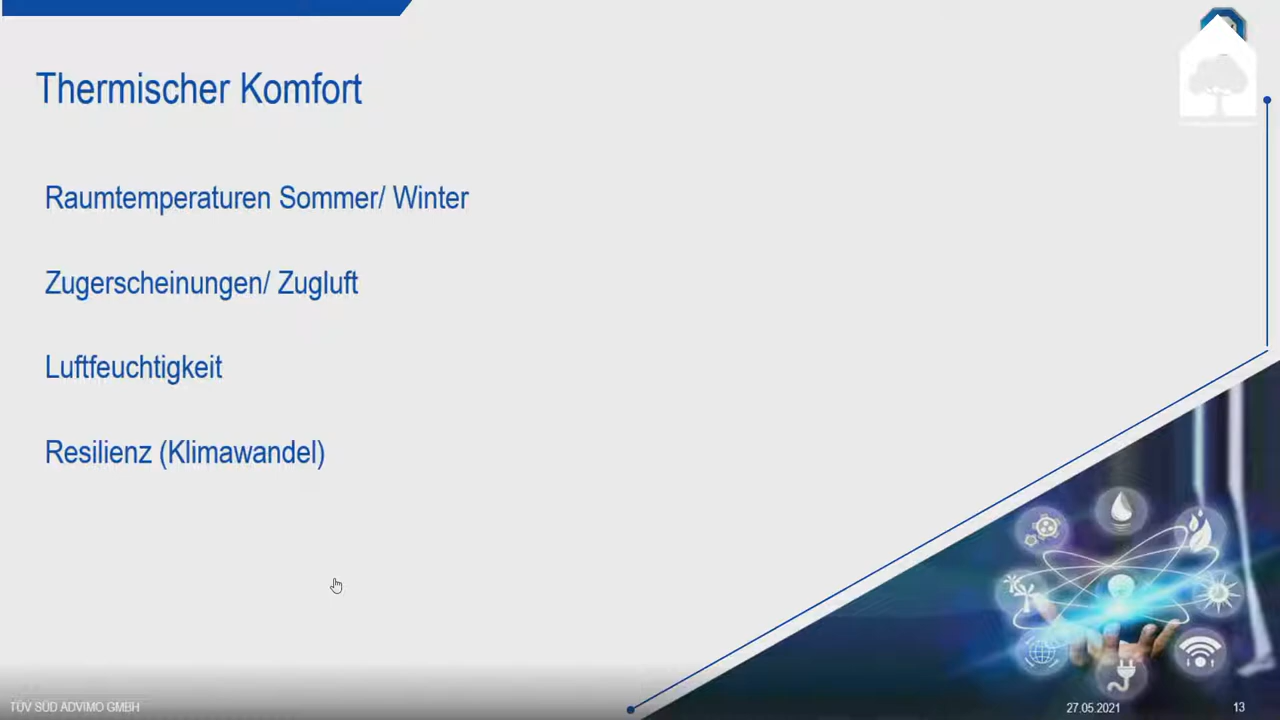 Thermischer Komfort
Raumtemperaturen Sommer/ Winter
Zugerscheinungen/ Zugluft
Luftfeuchtigkeit
Resilienz (Klimawandel)
TÜV SÜD ADVIMO GMBH
27.05.2021
13